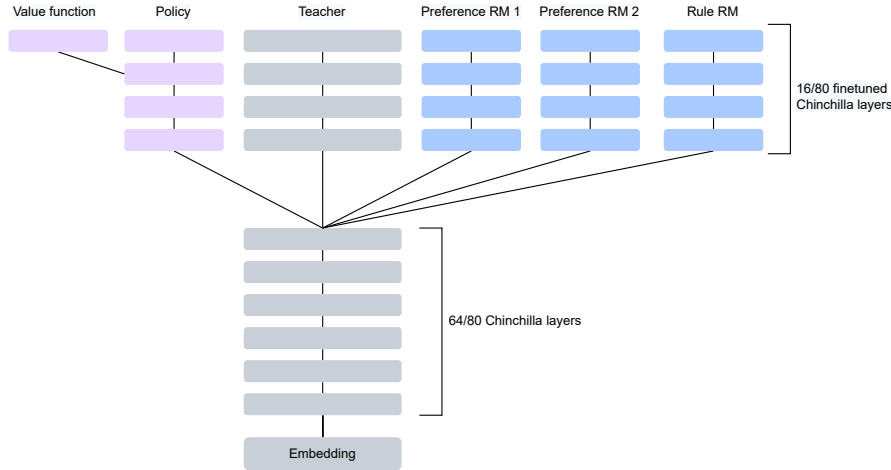 Value function
Policy
Teacher
Preference RM 1
Preference RM 2
Rule RM
16/80 finetuned
Chinchilla layers
64/80 Chinchilla layers
Embedding